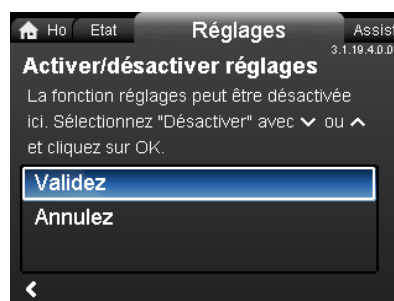 Ho Etat Réglages Assist
3.1.19.4.0.0
Activer/désactiver réglages
La fonction réglages peut être désactivée
ici. Sélectionnez "Désactiver" avec ou
et cliquez sur OK.
Validez
Annulez